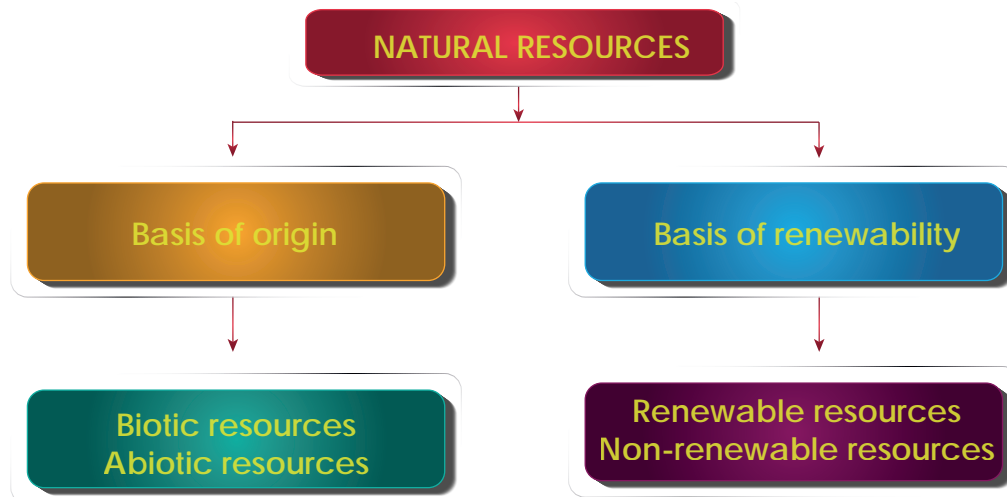 NATURAL RESOURCES
Basis of origin
Basis of renewability
Biotic resources
Abiotic resources
Renewable resources
Non-renewable resources